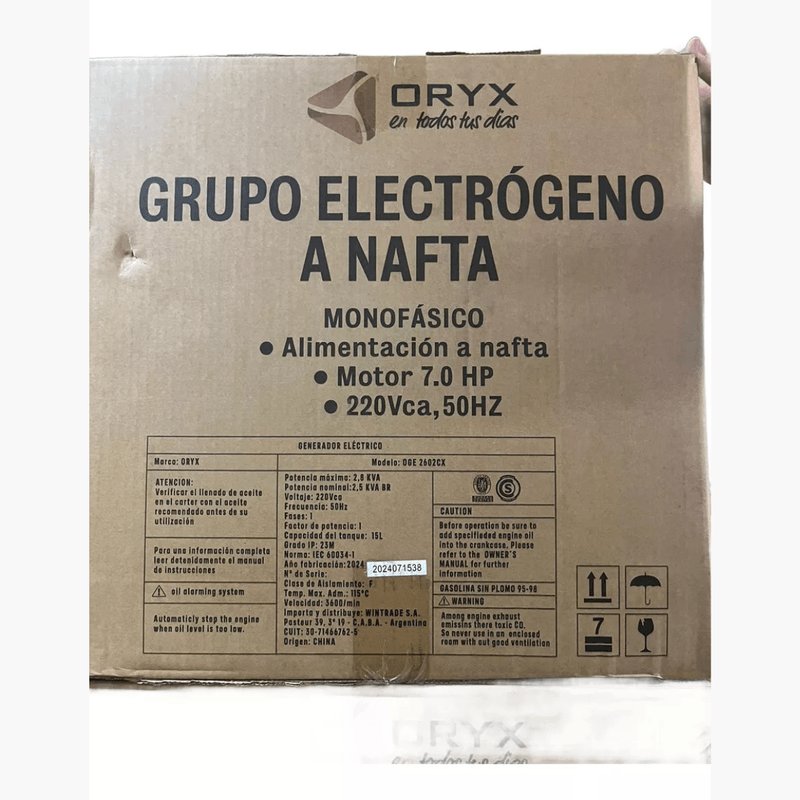 ORYX
en todos tus días
GRUPO ELECTRÓGENO
A NAFTA
MONOFÁSICO
● Alimentación a nafta
● Motor 7.0 HP
● 220Vca,50HZ
GENERADOR ELÉCTRICO
Marca: ORYX
Modelo: GGE 2602CX
ATENCION:
Verificar el llenado de aceite
en el carter con el aceite
recomendado antes de su
utilización
Para una información completa
leer detenidamente el manual
de instrucciones
oil alarming system
Automaticly stop the engine
when oil level is too low.
Potencia máxima: 2,8 KVA
Potencia nominal:2,5 KVA BR
Voltaje: 220Vca
Frecuencia: 50Hz
Fases: 1
Factor de potencia: 1
Capacidad del tanque: 15L
Grado IP: 23M
Norma: IEC 60034-1
Año fabricación:2024
N° de Serie:
2024071538
Clase de Aislamiento: F
Temp. Max. Adm.: 115°C
Velocidad: 3600/min
Importa y distribuye: WINTRADE S.A.
Pasteur 39, 3° 19 - C.A.B.A. - Argentina
CUIT: 30-71466762-5
Origen: CHINA
S
CAUTION
Before operation be sure to
add specifieded engine oil
into the crankcase. Please
refer to the OWNER'S
MANUAL for further
information
GASOLINA SIN PLOMO 95-98
WARNING
Among engine exhaust
emissins there toxic CO.
So never use in an enclosed
room with out good ventilation
7
ORYX
en todos tus días